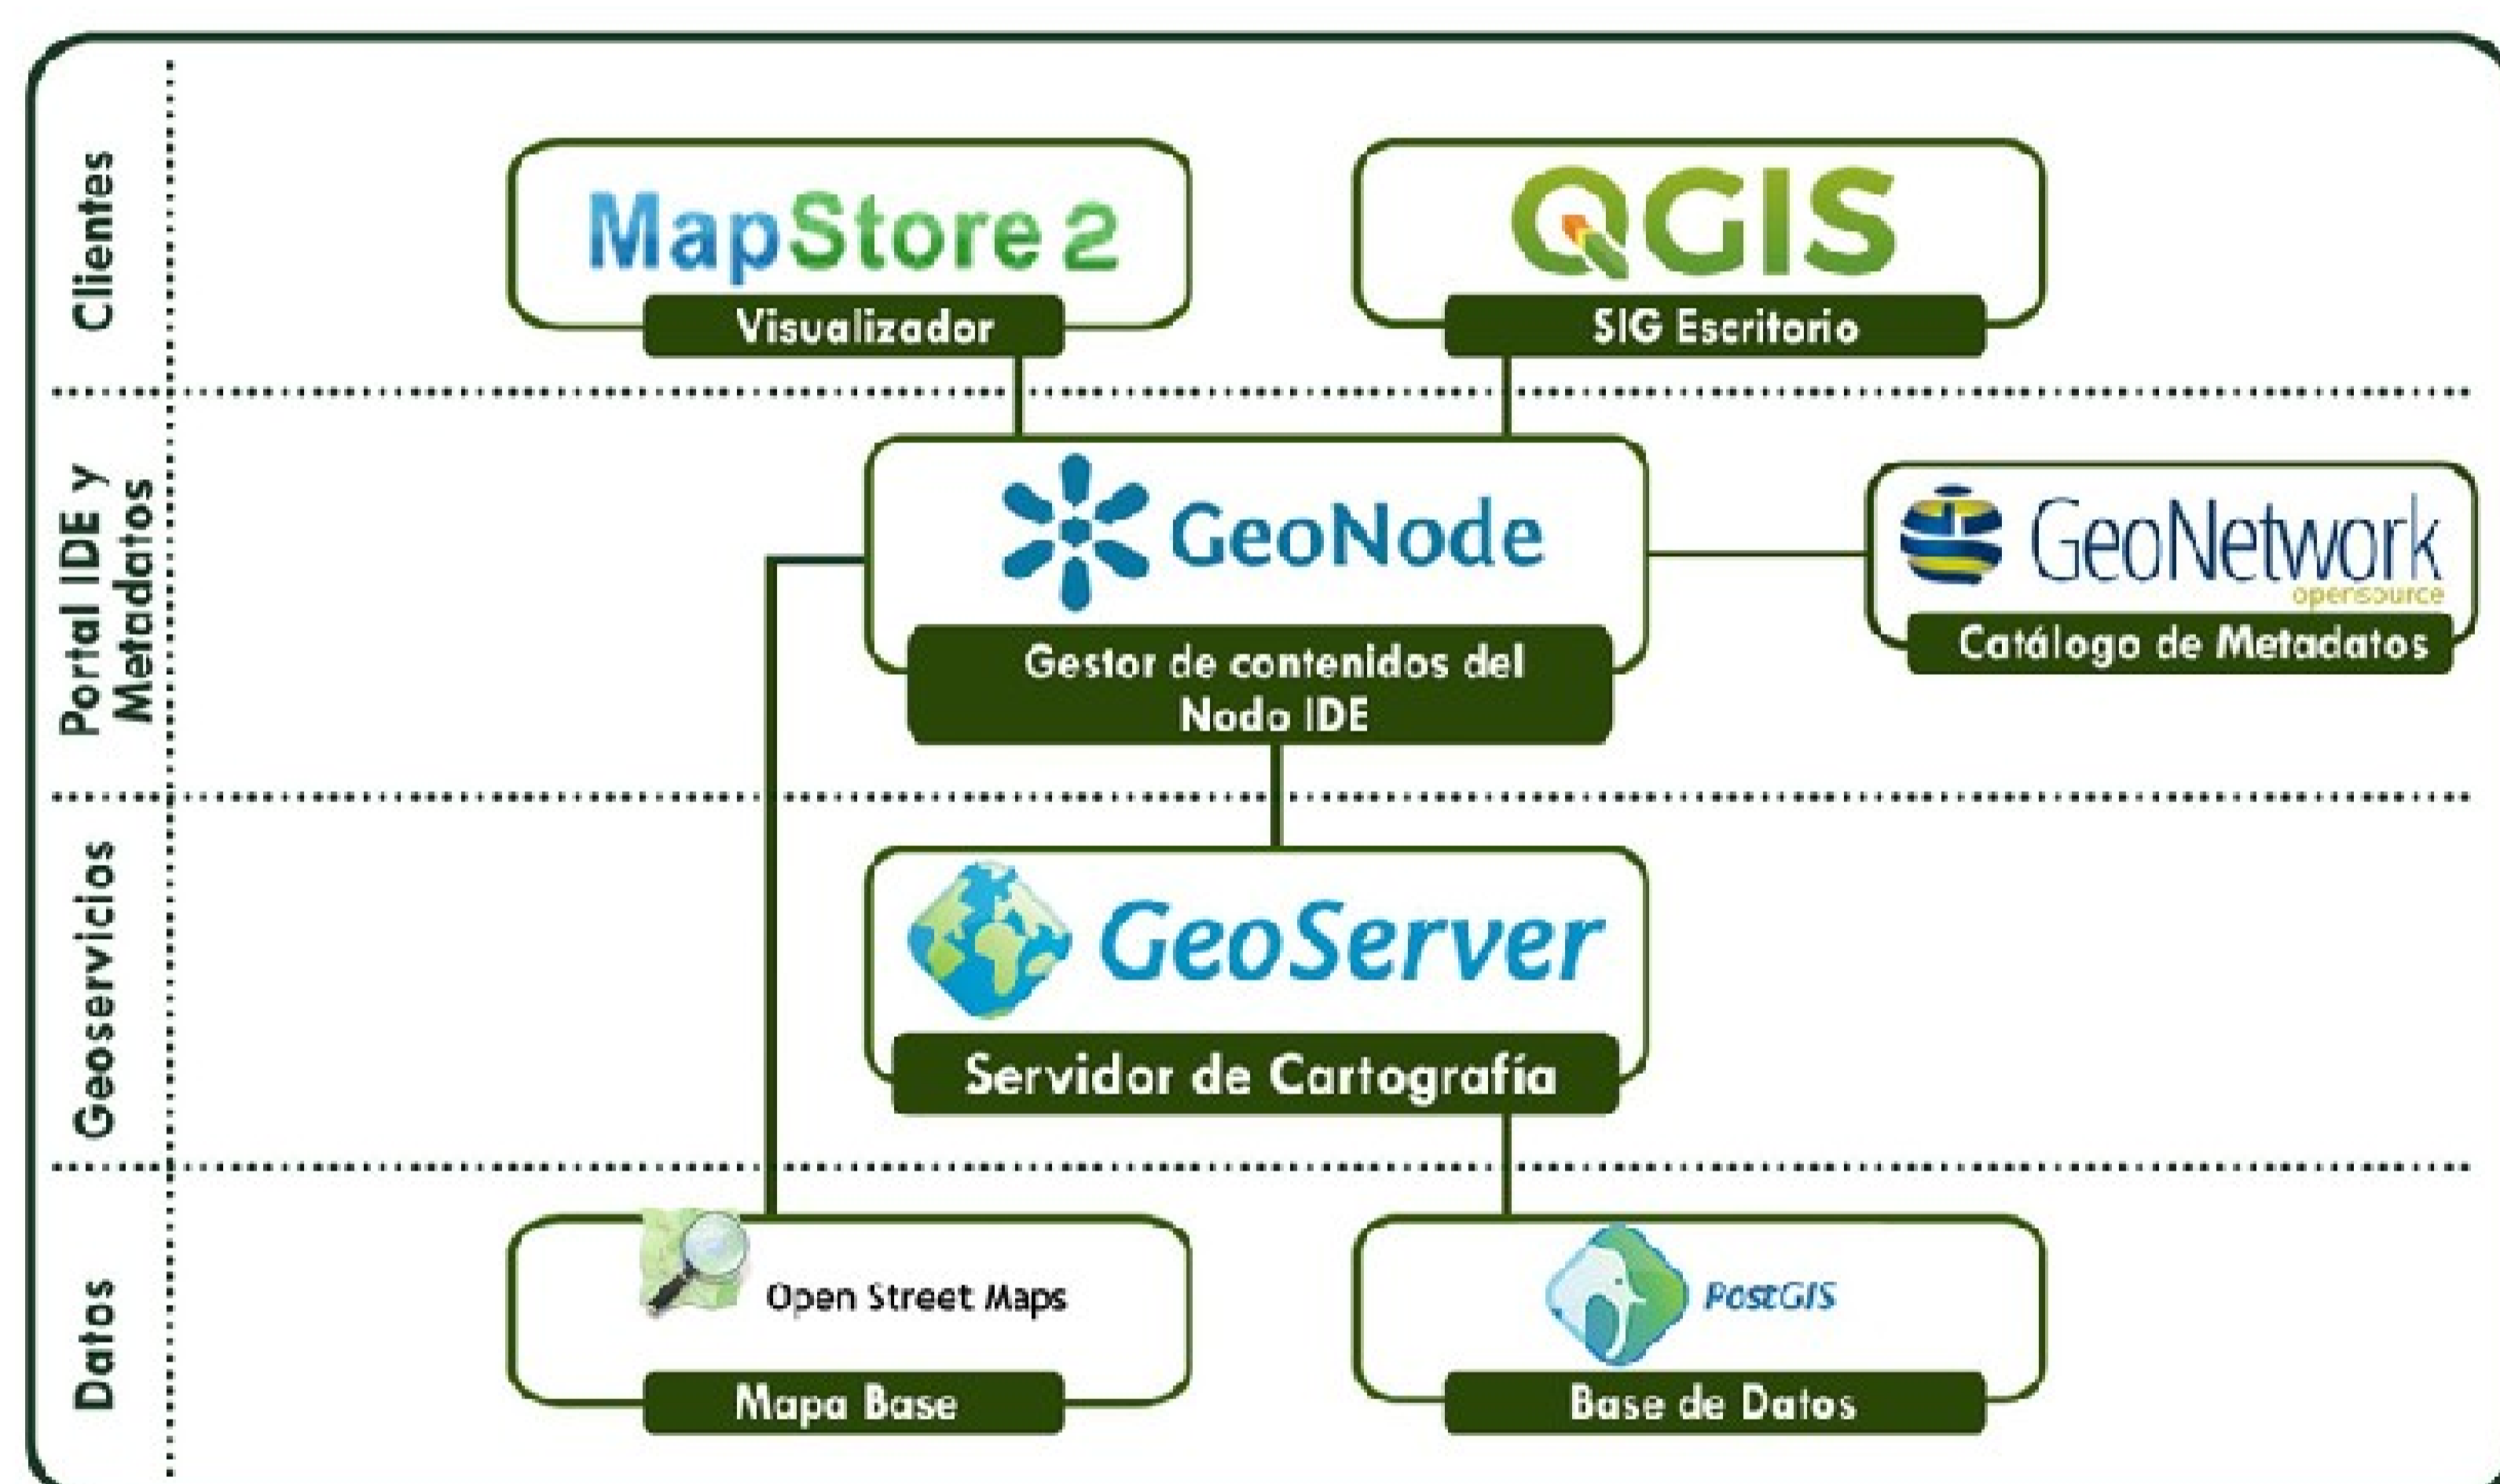 Clientes
MapStore 2
Visualizador
QGIS
SIG Escritorio
Portal IDE y
Metadatos
GeoNode
Gestor de contenidos del
Nodo IDE
GeoNetwork
opensource
Catálogo de Metadatos
Geoservicios
GeoServer
Servidor de Cartografía
Datos
Open Street Maps
Mapa Base
PostGIS
Base de Datos